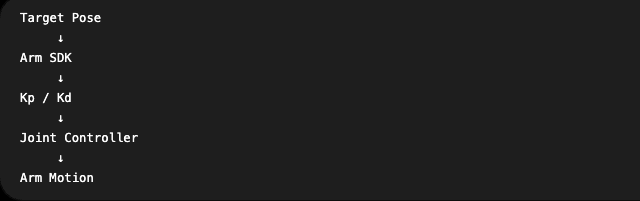 Target Pose
↓
Arm SDK
↓
Kp / Kd
↓
Joint Controller
↓
Arm Motion